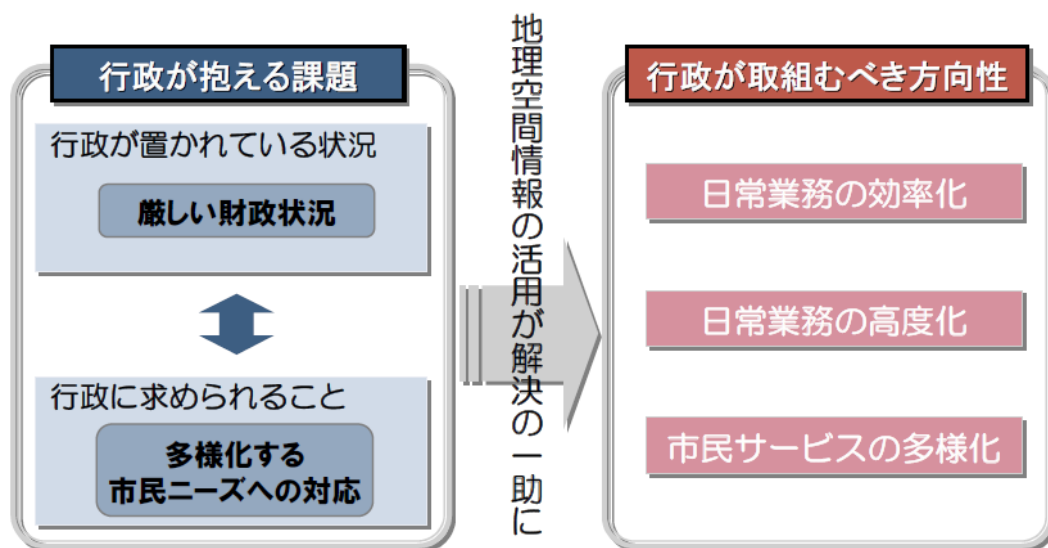 行政が抱える課題
行政が置かれている状況
厳しい財政状況
行政に求められること
多様化する
市民ニーズへの対応
地理空間情報の活用が解決の一助に
行政が取組むべき方向性
日常業務の効率化
日常業務の高度化
市民サービスの多様化